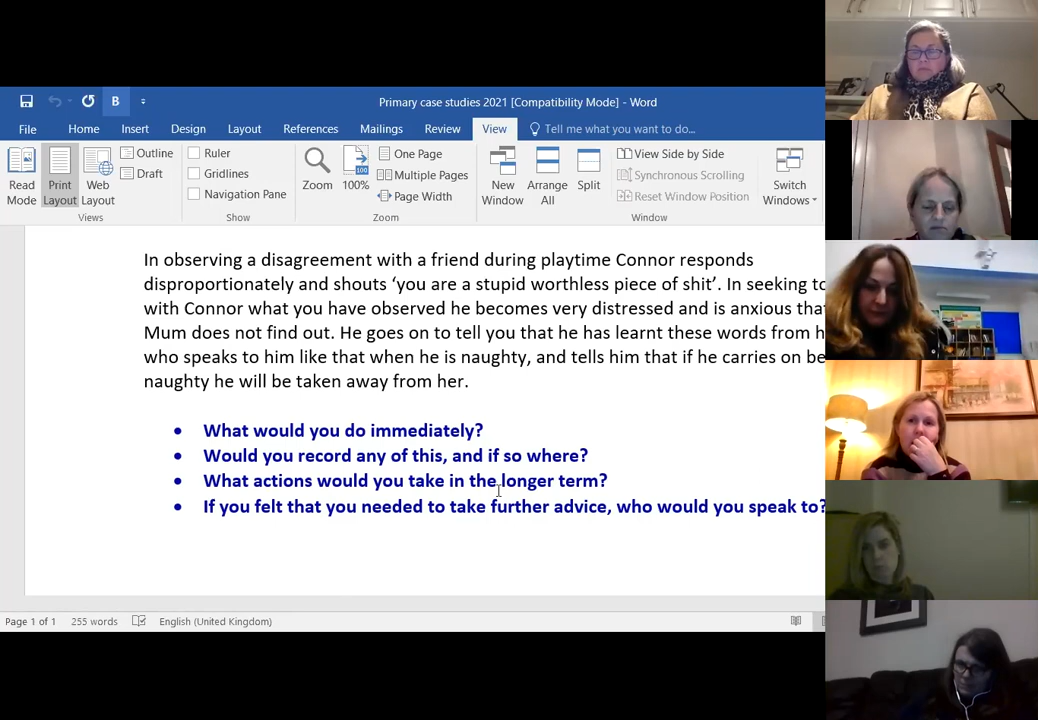 B
Primary case studies 2021 [Compatibility Mode] - Word
File Home Insert Design Layout References Mailings Review View Tell me what you want to do...
Read Mode
Print Layout
Web Layout
Outline
Draft
Views
Ruler
Gridlines
Navigation Pane
Show
Zoom
100
100%
One Page
Multiple Pages
Page Width
Zoom
New Window
Arrange All
Split
View Side by Side
Synchronous Scrolling
Reset Window Position
Window
Switch Windows
In observing a disagreement with a friend during playtime Connor responds
disproportionately and shouts ‘you are a stupid worthless piece of shit’. In seeking
with Connor what you have observed he becomes very distressed and is anxious
Mum does not find out. He goes on to tell you that he has learnt these words from
who speaks to him like that when he is naughty, and tells him that if he carries on
naughty he will be taken away from her.
• What would you do immediately?
• Would you record any of this, and if so where?
• What actions would you take in the longer term?
• If you felt that you needed to take further advice, who would you speak to?
Page 1 of 1 255 words English (United Kingdom)